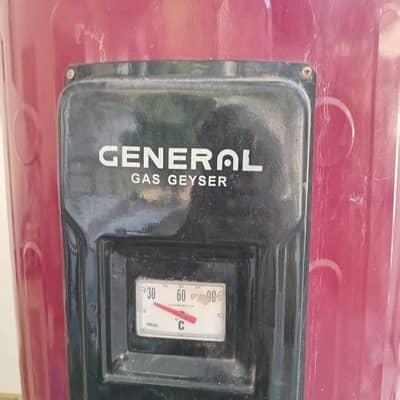 GENERAL
GAS GEYSER
30 60 90
°C